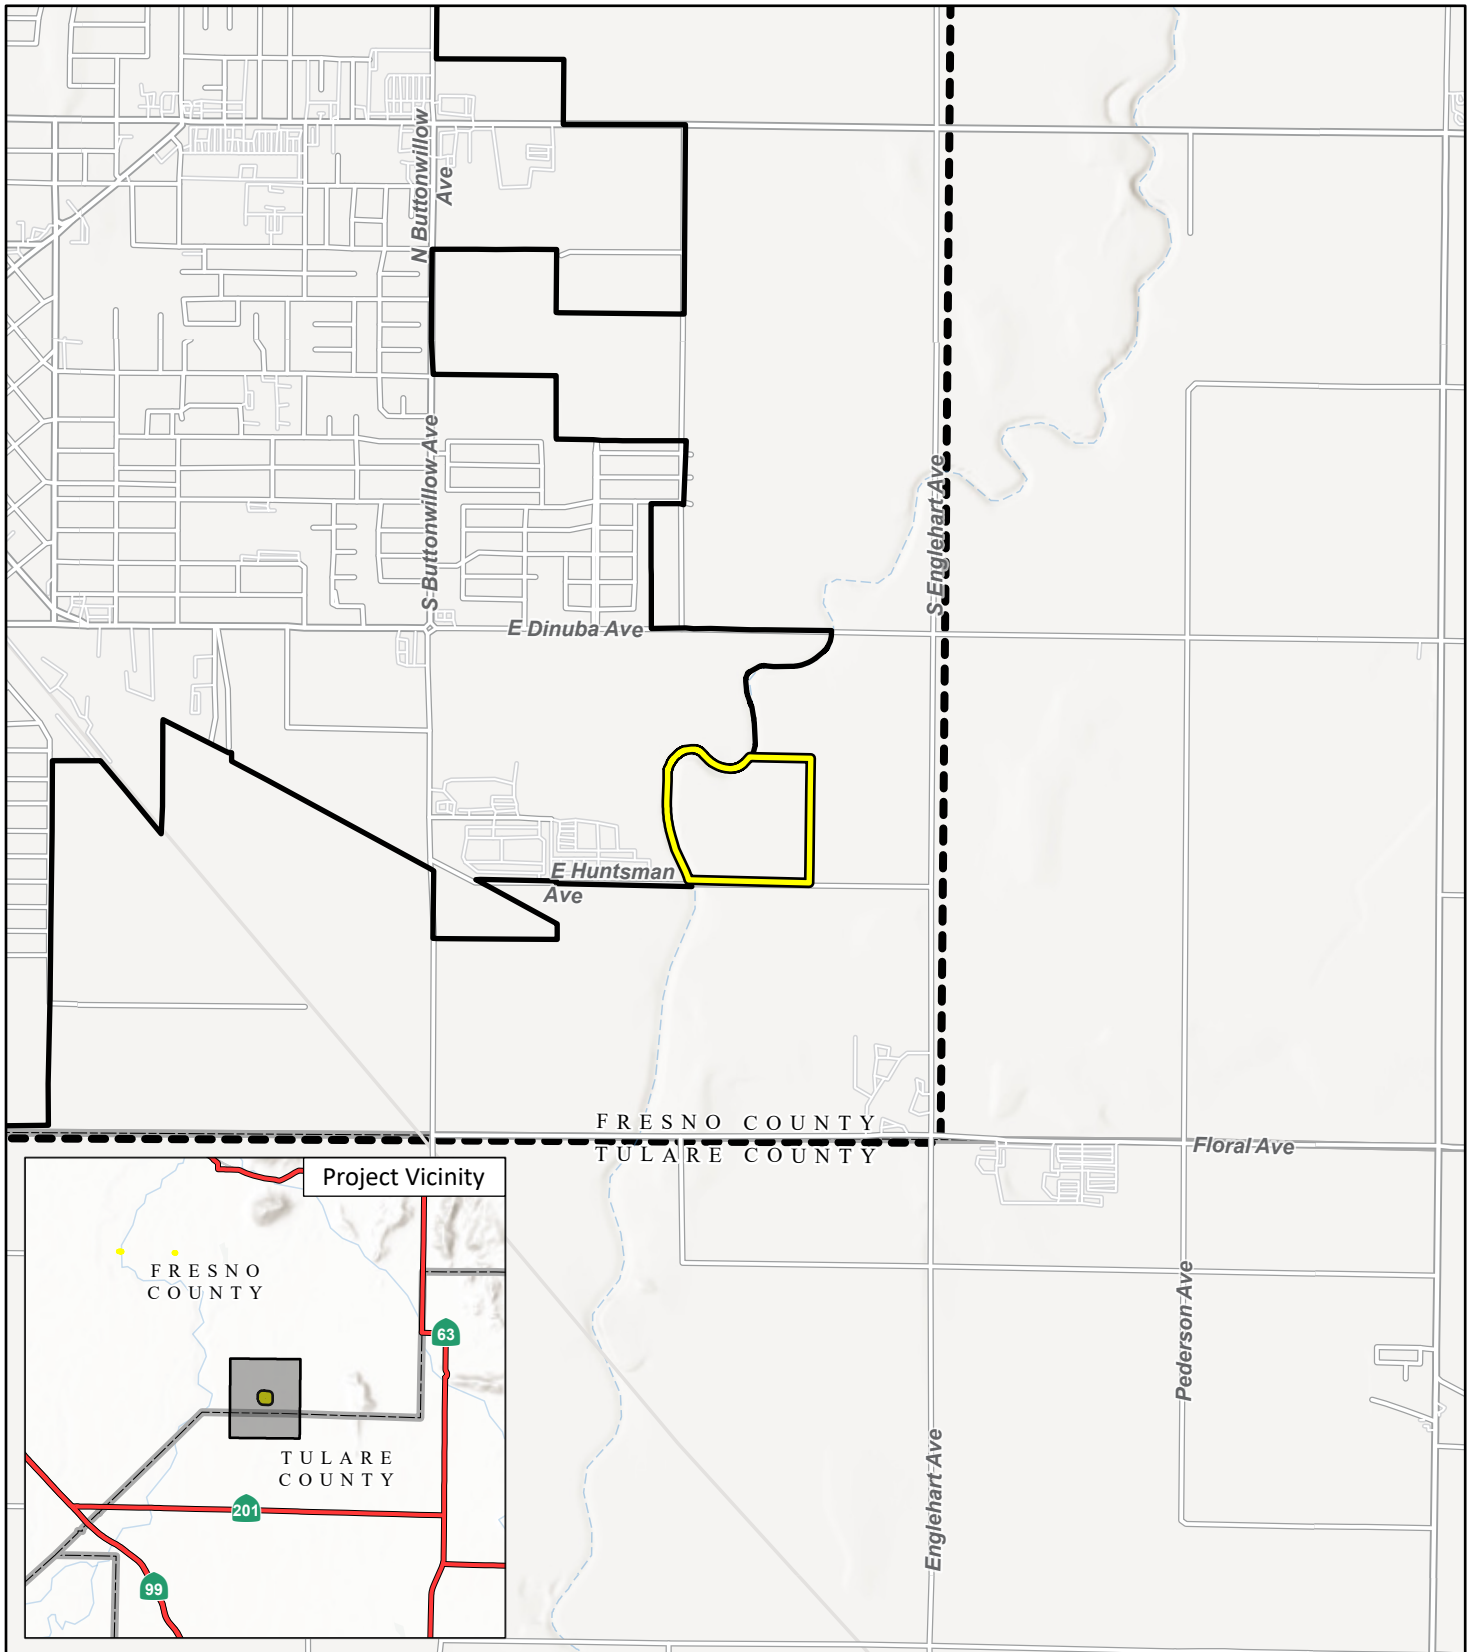 N Buttonwillow
Ave
S Buttonwillow Ave
S Englehart Ave
E Dinuba Ave
E Huntsman
Ave
FRESNO COUNTY
TULARE COUNTY
Floral Ave
Pederson Ave
Englehart Ave
Project Vicinity
FRESNO
COUNTY
63
TULARE
COUNTY
201
99